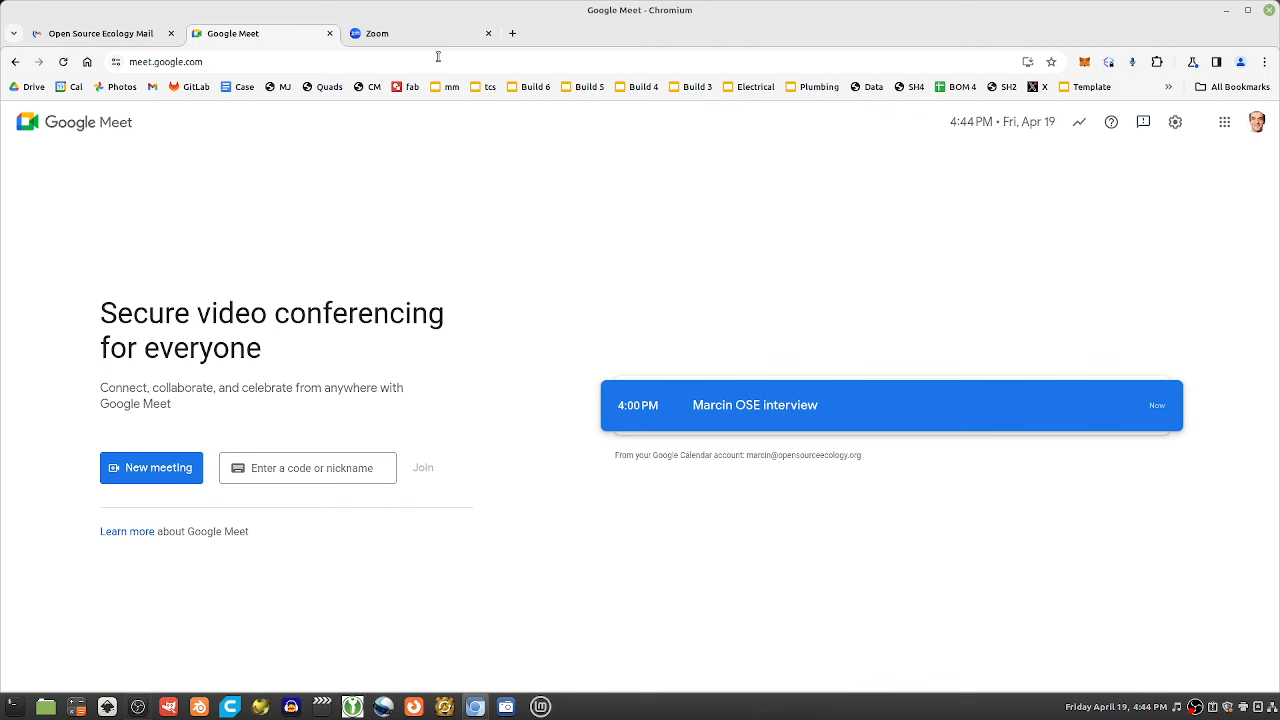 Google Meet - Chromium
Open Source Ecology Mail
Google Meet
Zoom
meet.google.com
Drive
Cal
Photos
GitLab
Case
MJ
Quads
CM
fab
mm
tcs
Build 6
Build 5
Build 4
Build 3
Electrical
Plumbing
Data
SH4
BOM 4
SH2
X
Template
All Bookmarks
Google Meet
4:44 PM • Fri, Apr 19
Secure video conferencing
for everyone
Connect, collaborate, and celebrate from anywhere with
Google Meet
New meeting
Enter a code or nickname
Join
Learn more about Google Meet
4:00 PM
Marcin OSE interview
Now
From your Google Calendar account: marcin@opensourceecology.org
Friday April 19, 4:44 PM